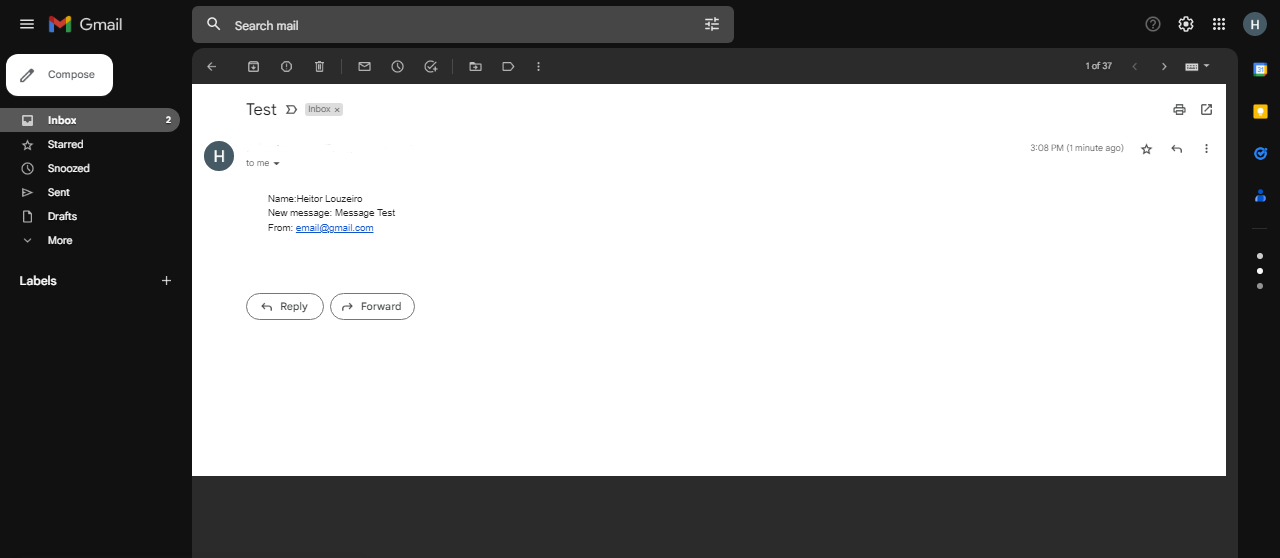 Gmail
Search mail
H
Compose
1 of 37
Inbox 2
Starred
Snoozed
Sent
Drafts
More
Labels
Test Inbox ×
H
3:08 PM (1 minute ago)
to me
Name:Heitor Louzeiro
New message: Message Test
From: email@gmail.com
Reply Forward